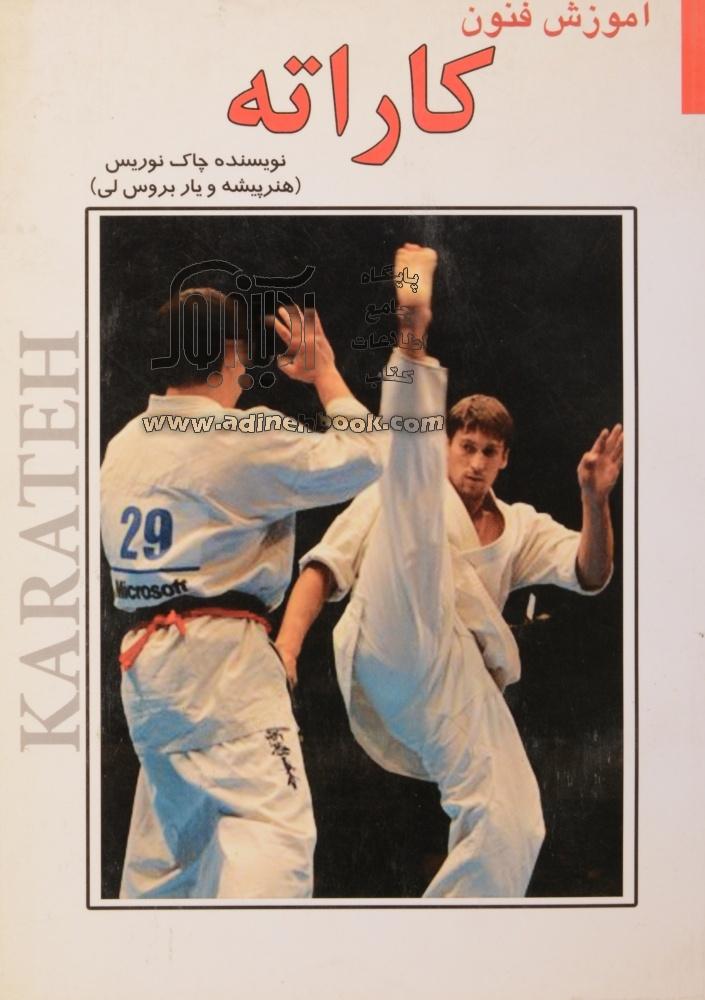 آموزش فنون
کاراته
نویسنده چاک نوریس
(هنرپیشه و یار بروس لی)
KARATEH
آدینه بوک
پایگاه
جامع
اطلاعات
کتاب
www.adinehbook.com
29
Microsoft